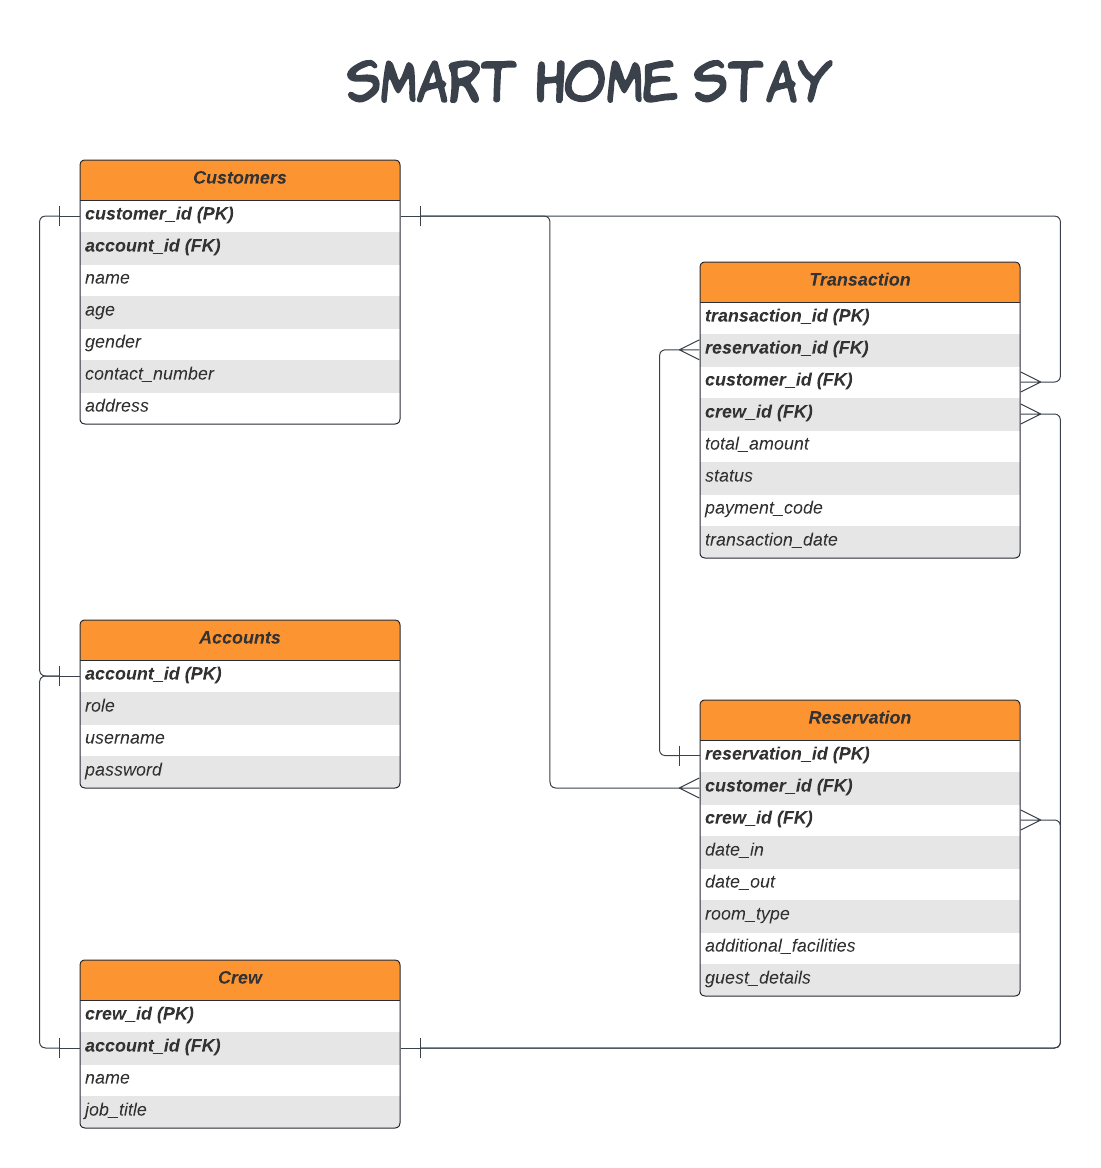 SMART HOME STAY
Customers
customer_id (PK)
account_id (FK)
name
age
gender
contact_number
address
Transaction
transaction_id (PK)
reservation_id (FK)
customer_id (FK)
crew_id (FK)
total_amount
status
payment_code
transaction_date
Accounts
account_id (PK)
role
username
password
Reservation
reservation_id (PK)
customer_id (FK)
crew_id (FK)
date_in
date_out
room_type
additional_facilities
guest_details
Crew
crew_id (PK)
account_id (FK)
name
job_title